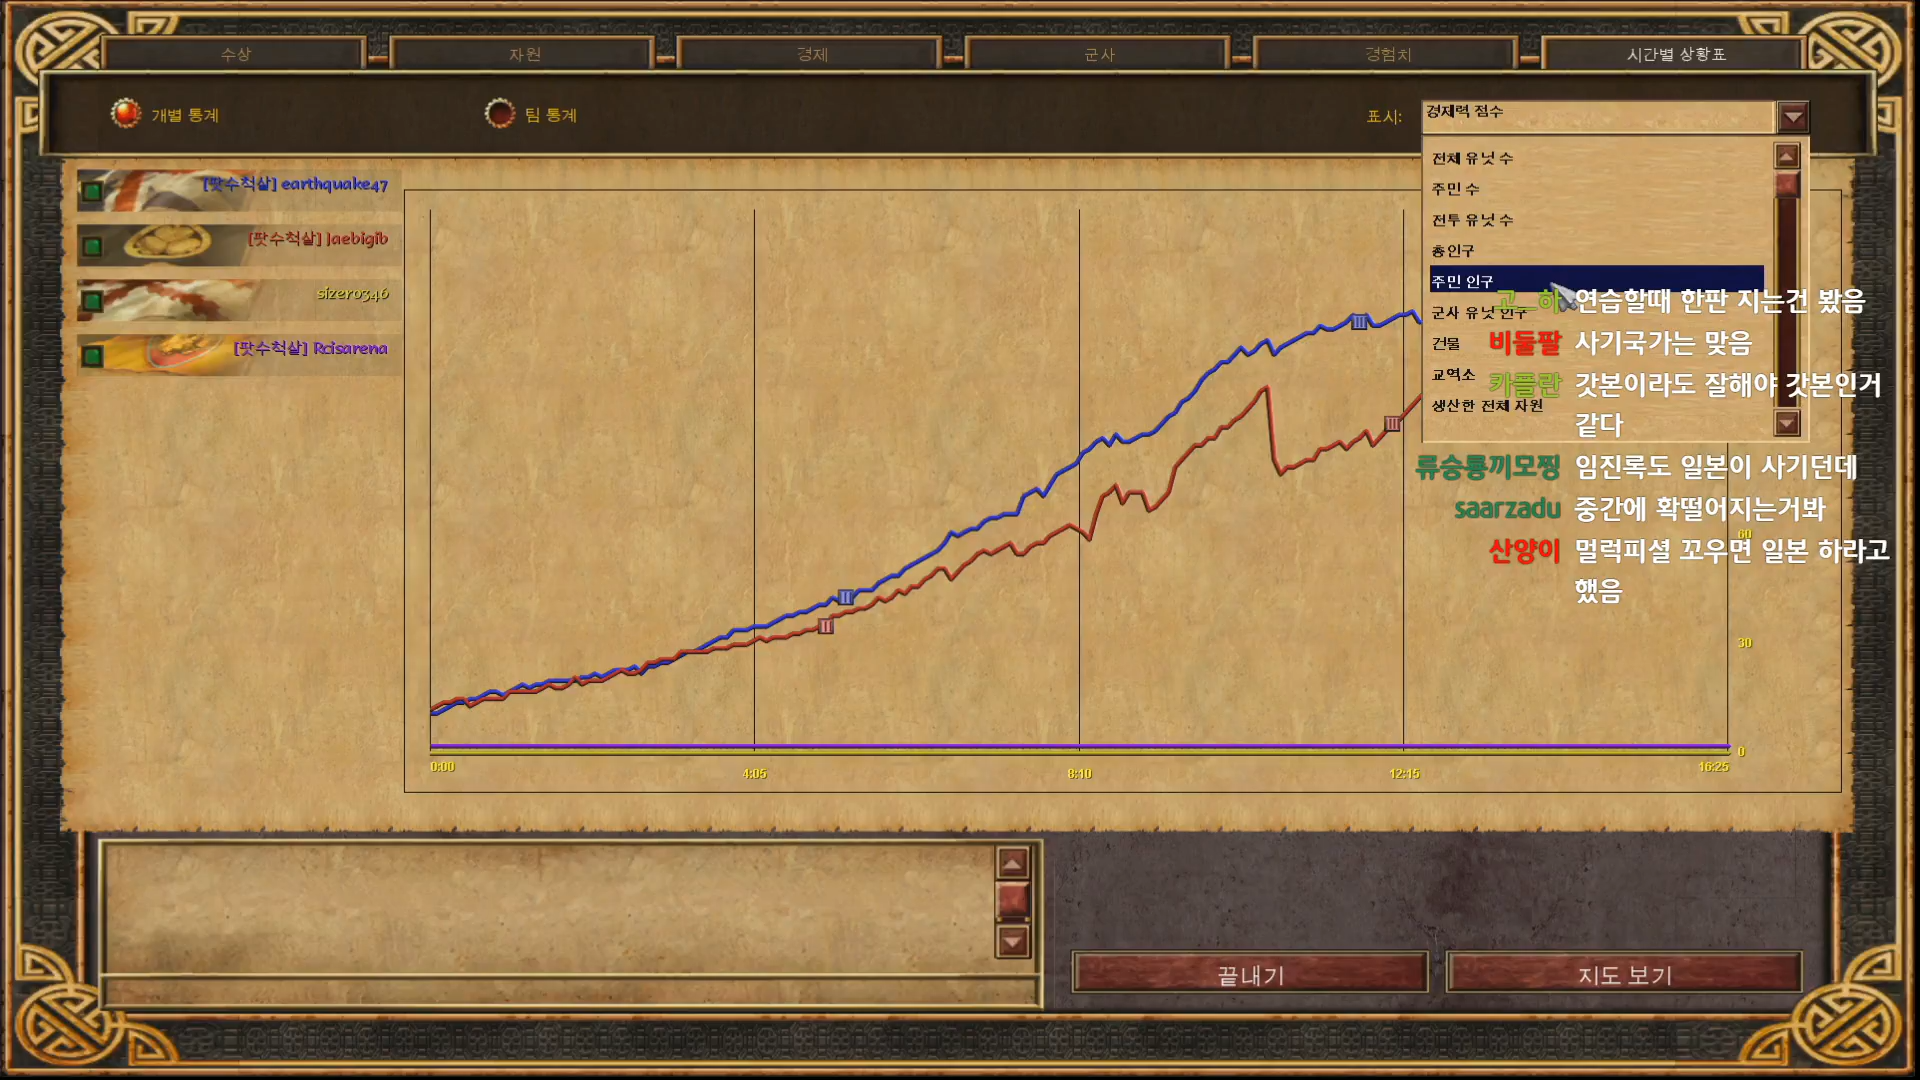 수상
자원
경제
군사
경험치
시간별 상황표
개별 통계
팀 통계
표시:
경제력 점수
전체 유닛 수
주민 수
전투 유닛 수
총인구
주민 인구
군사 유닛 인구
건물
교역소
생산한 전체 자원
[팟수척살] earthquake47
[팟수척살] Jaebigib
sizero346
[팟수척살] Rcisarena
고_하 연습할때 한판 지는건 봤음
비둘팔 사기국가는 맞음
카플란 갓본이라도 잘해야 갓본인거
같다
류승룡끼모찡 임진록도 일본이 사기던데
saarzadu 중간에 확떨어지는거봐
산양이 멀럭피셜 꼬우면 일본 하라고
했음
60
30
0
0:00
4:05
8:10
12:15
16:25
끝내기
지도 보기